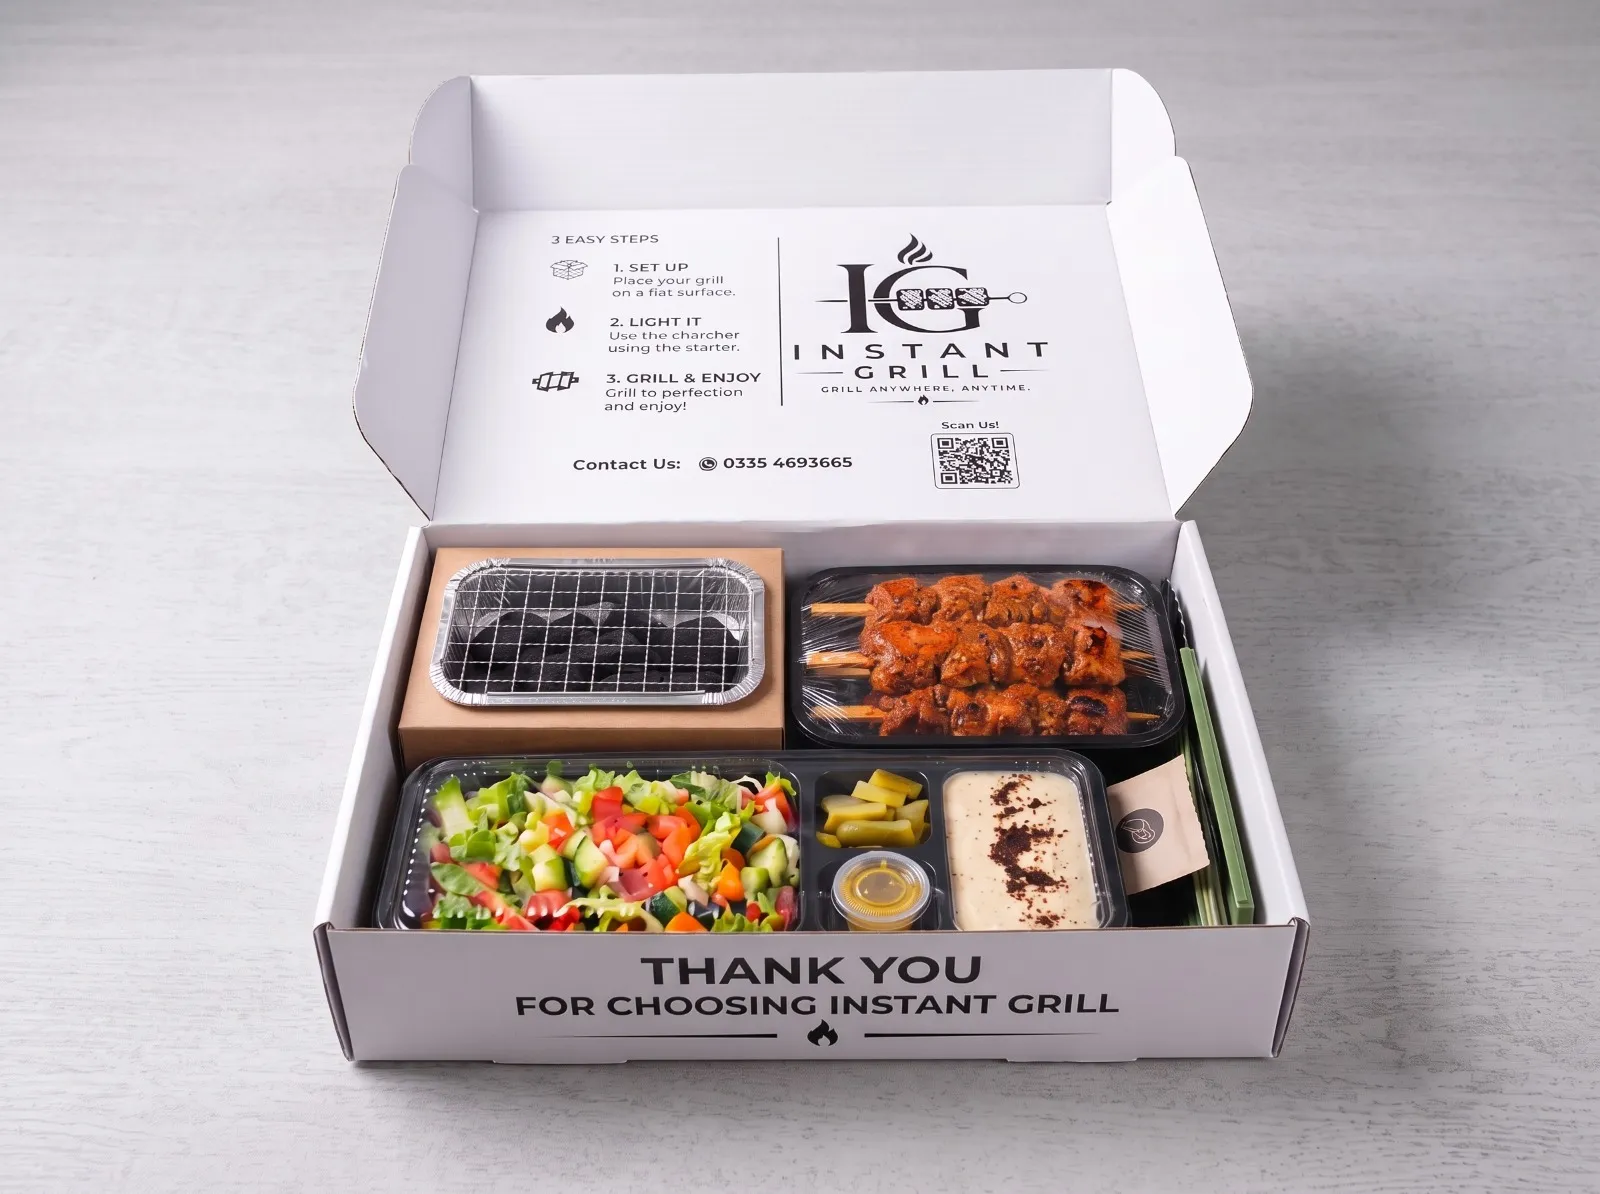 3 EASY STEPS
1. SET UP
Place your grill
on a fiat surface.
2. LIGHT IT
Use the charcher
using the starter.
3. GRILL & ENJOY
Grill to perfection
and enjoy!
Contact Us: 0335 4693665
IG
INSTANT
GRILL
GRILL ANYWHERE, ANYTIME.
Scan Us!
THANK YOU
FOR CHOOSING INSTANT GRILL